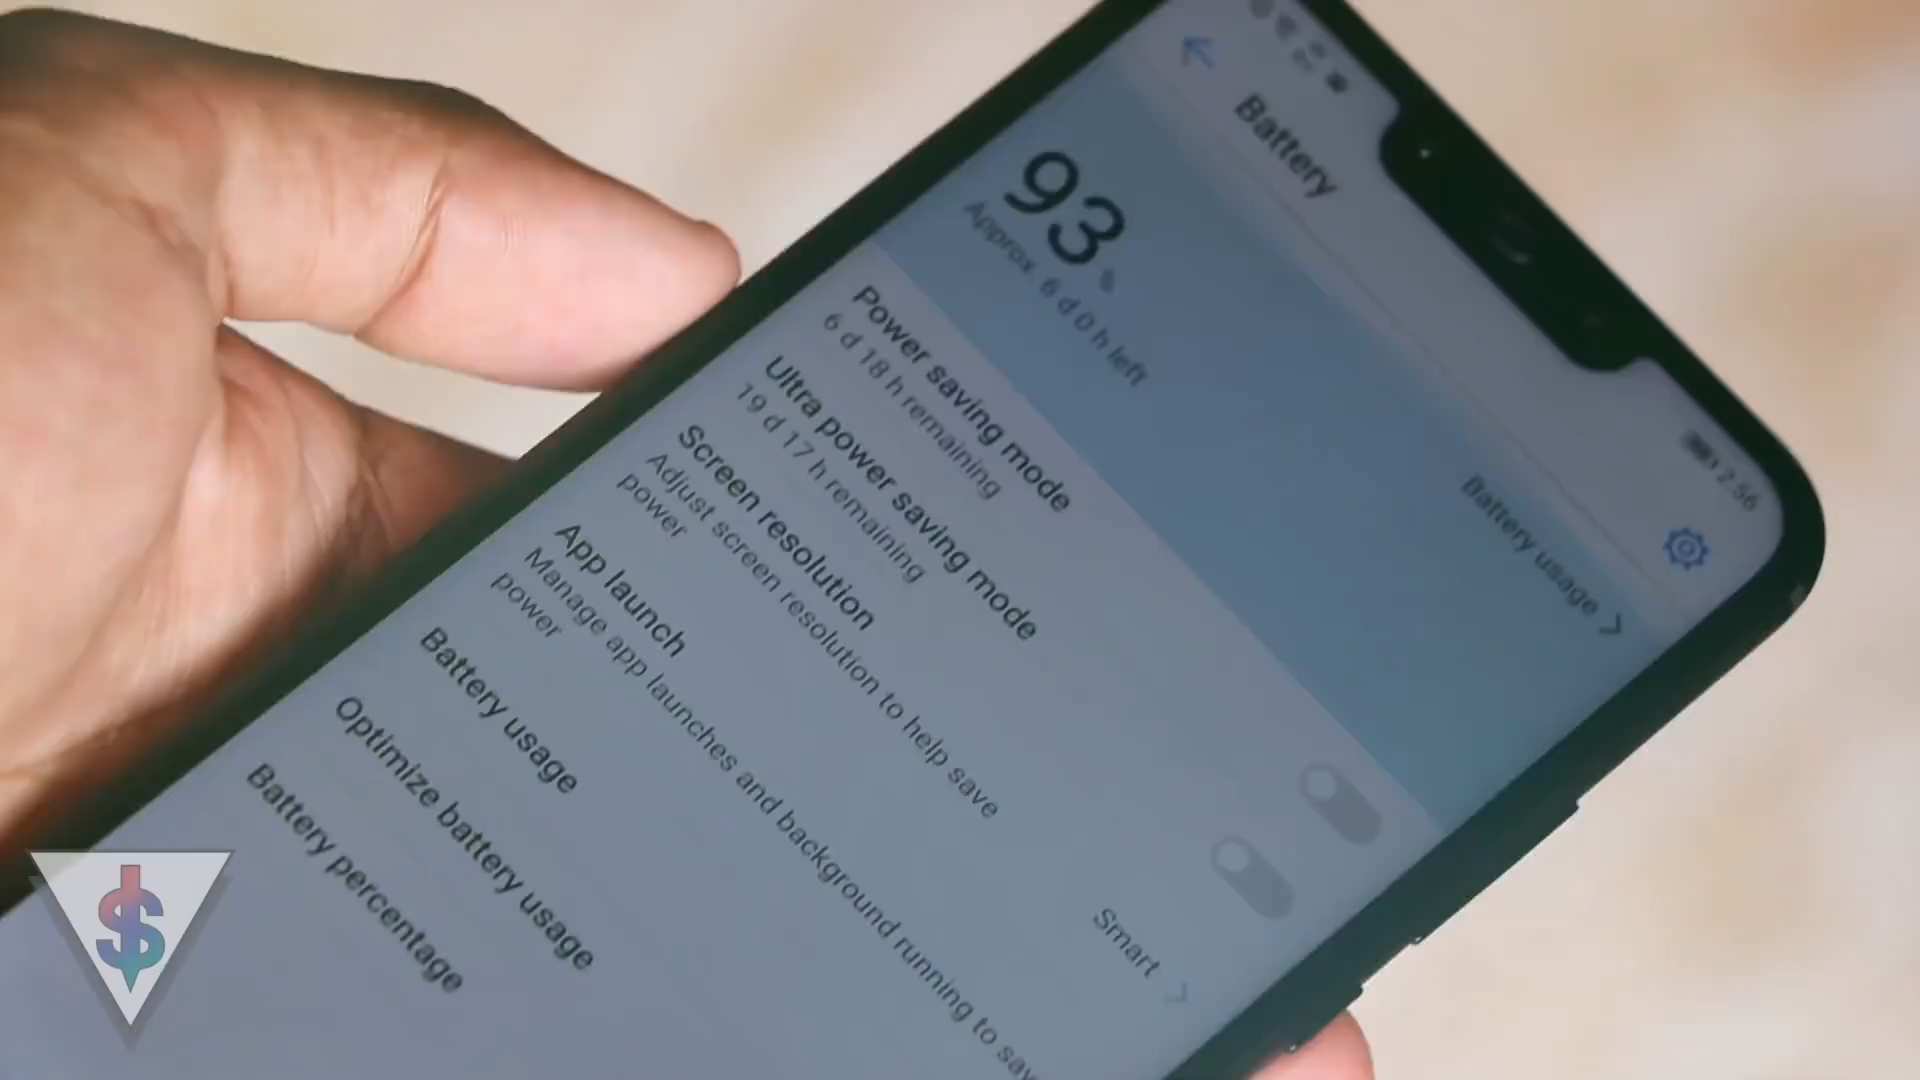 2:56
Battery
93%
Approx. 6 d 0 h left
Battery usage
Power saving mode
6 d 18 h remaining
Ultra power saving mode
19 d 17 h remaining
Screen resolution
Adjust screen resolution to help save
power
Smart
App launch
Manage app launches and background running to save
power
Battery usage
Optimize battery usage
Battery percentage
$